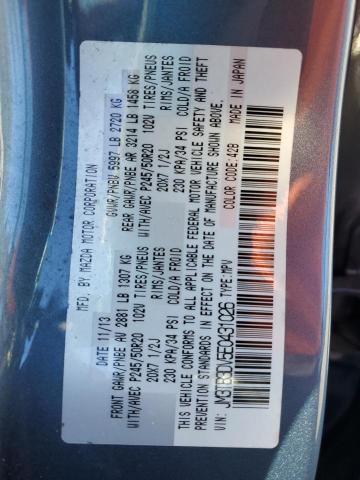 MFD. BY MAZDA MOTOR CORPORATION
GVWR/PNBV 5997 LB 2720 KG
DATE 11/13
FRONT GAWR/PNBE AV 2881 LB 1307 KG REAR GAWR/PNBE AR 3214 LB 1458 KG
WITH/AVEC P245/50R20 102V TIRES/PNEUS WITH/AVEC P245/50R20 102V TIRES/PNEUS
20X7 1/2J RIMS/JANTES 20X7 1/2J RIMS/JANTES
230 KPA/34 PSI COLD/A FROID 230 KPA/34 PSI COLD/A FROID
THIS VEHICLE CONFORMS TO ALL APPLICABLE FEDERAL MOTOR VEHICLE SAFETY AND THEFT
PREVENTION STANDARDS IN EFFECT ON THE DATE OF MANUFACTURE SHOWN ABOVE.
MADE IN JAPAN
COLOR CODE:42B
VIN: TYPE:MPV